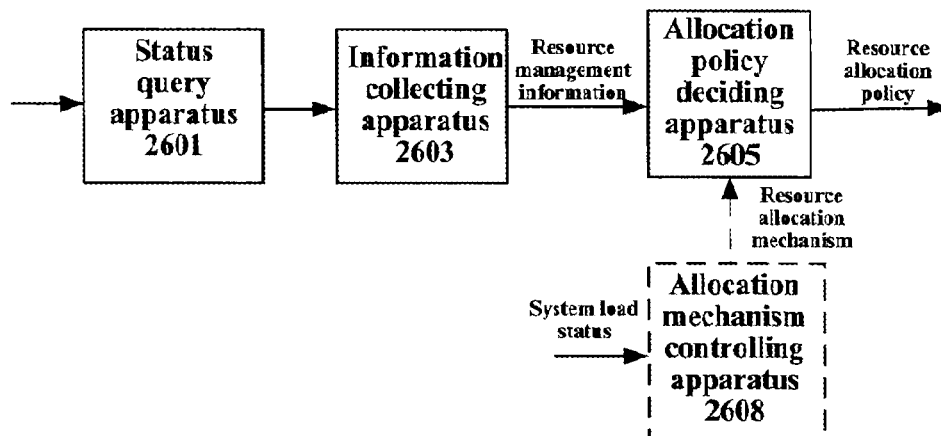 Status
query
apparatus
2601
Information
collecting
apparatus
2603
Resource
management
information
Allocation
policy
deciding
apparatus
2605
Resource
allocation
policy
Resource
allocation
mechanism
System load
status
Allocation
mechanism
controlling
apparatus
2608